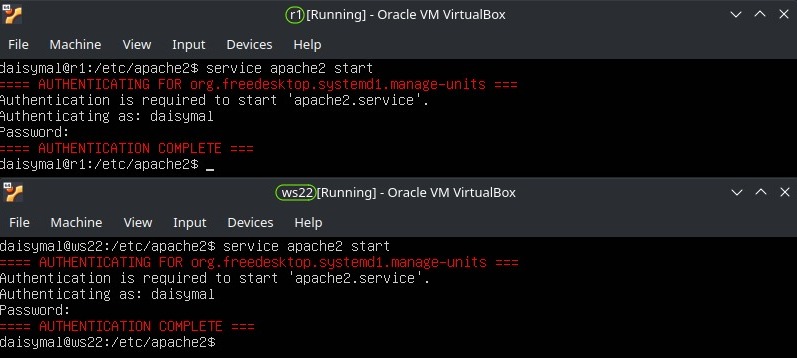 r1 [Running] - Oracle VM VirtualBox
File Machine View Input Devices Help
daisymal@r1:/etc/apache2$ service apache2 start
==== AUTHENTICATING FOR org.freedesktop.systemd1.manage-units ===
Authentication is required to start 'apache2.service'.
Authenticating as: daisymal
Password:
==== AUTHENTICATION COMPLETE ===
daisymal@r1:/etc/apache2$ _
ws22 [Running] - Oracle VM VirtualBox
File Machine View Input Devices Help
daisymal@ws22:/etc/apache2$ service apache2 start
==== AUTHENTICATING FOR org.freedesktop.systemd1.manage-units ===
Authentication is required to start 'apache2.service'.
Authenticating as: daisymal
Password:
==== AUTHENTICATION COMPLETE ===
daisymal@ws22:/etc/apache2$